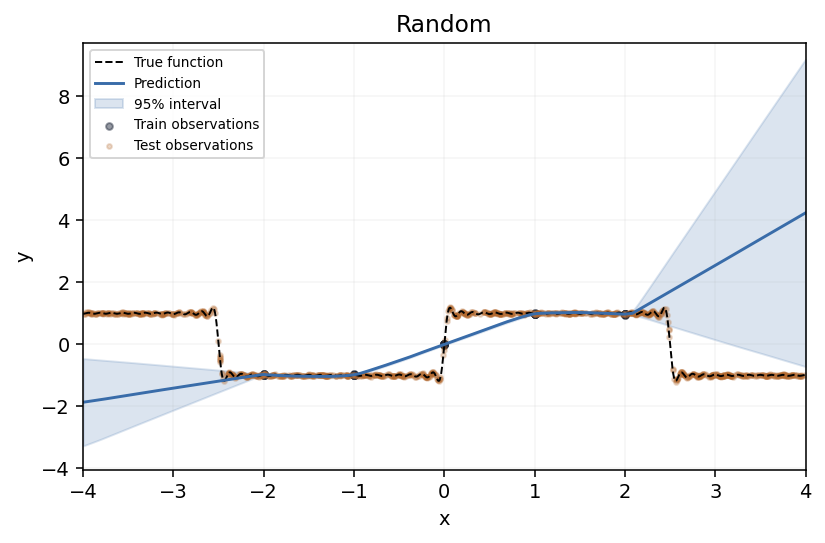 Random
True function
Prediction
95% interval
Train observations
Test observations
8
6
4
2
0
−2
−4
y
−4 −3 −2 −1 0 1 2 3 4
x